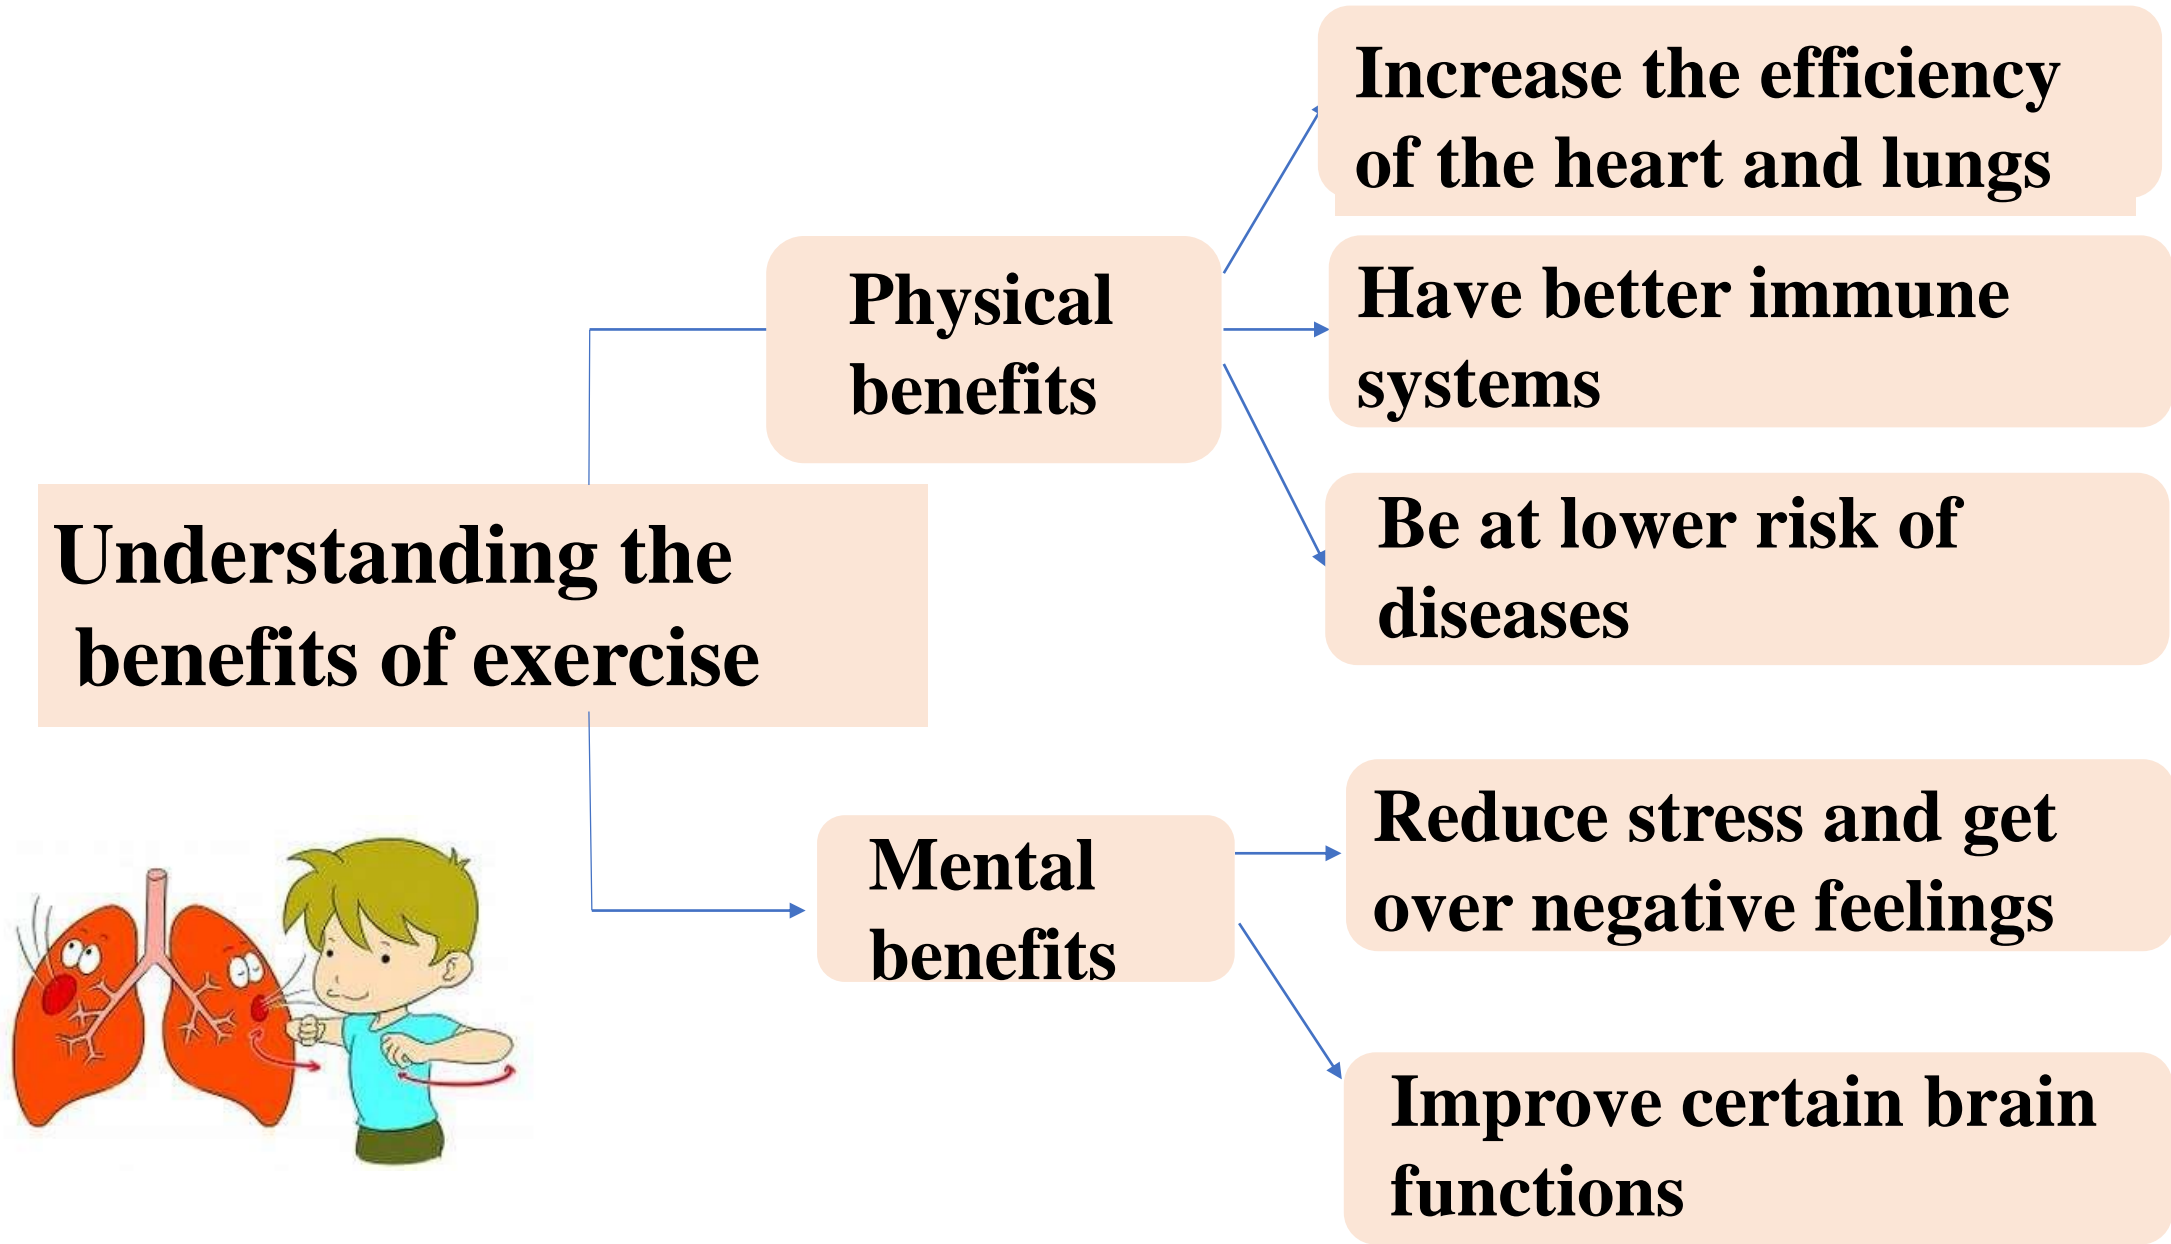 Understanding the
benefits of exercise
Physical
benefits
Increase the efficiency
of the heart and lungs
Have better immune
systems
Be at lower risk of
diseases
Mental
benefits
Reduce stress and get
over negative feelings
Improve certain brain
functions